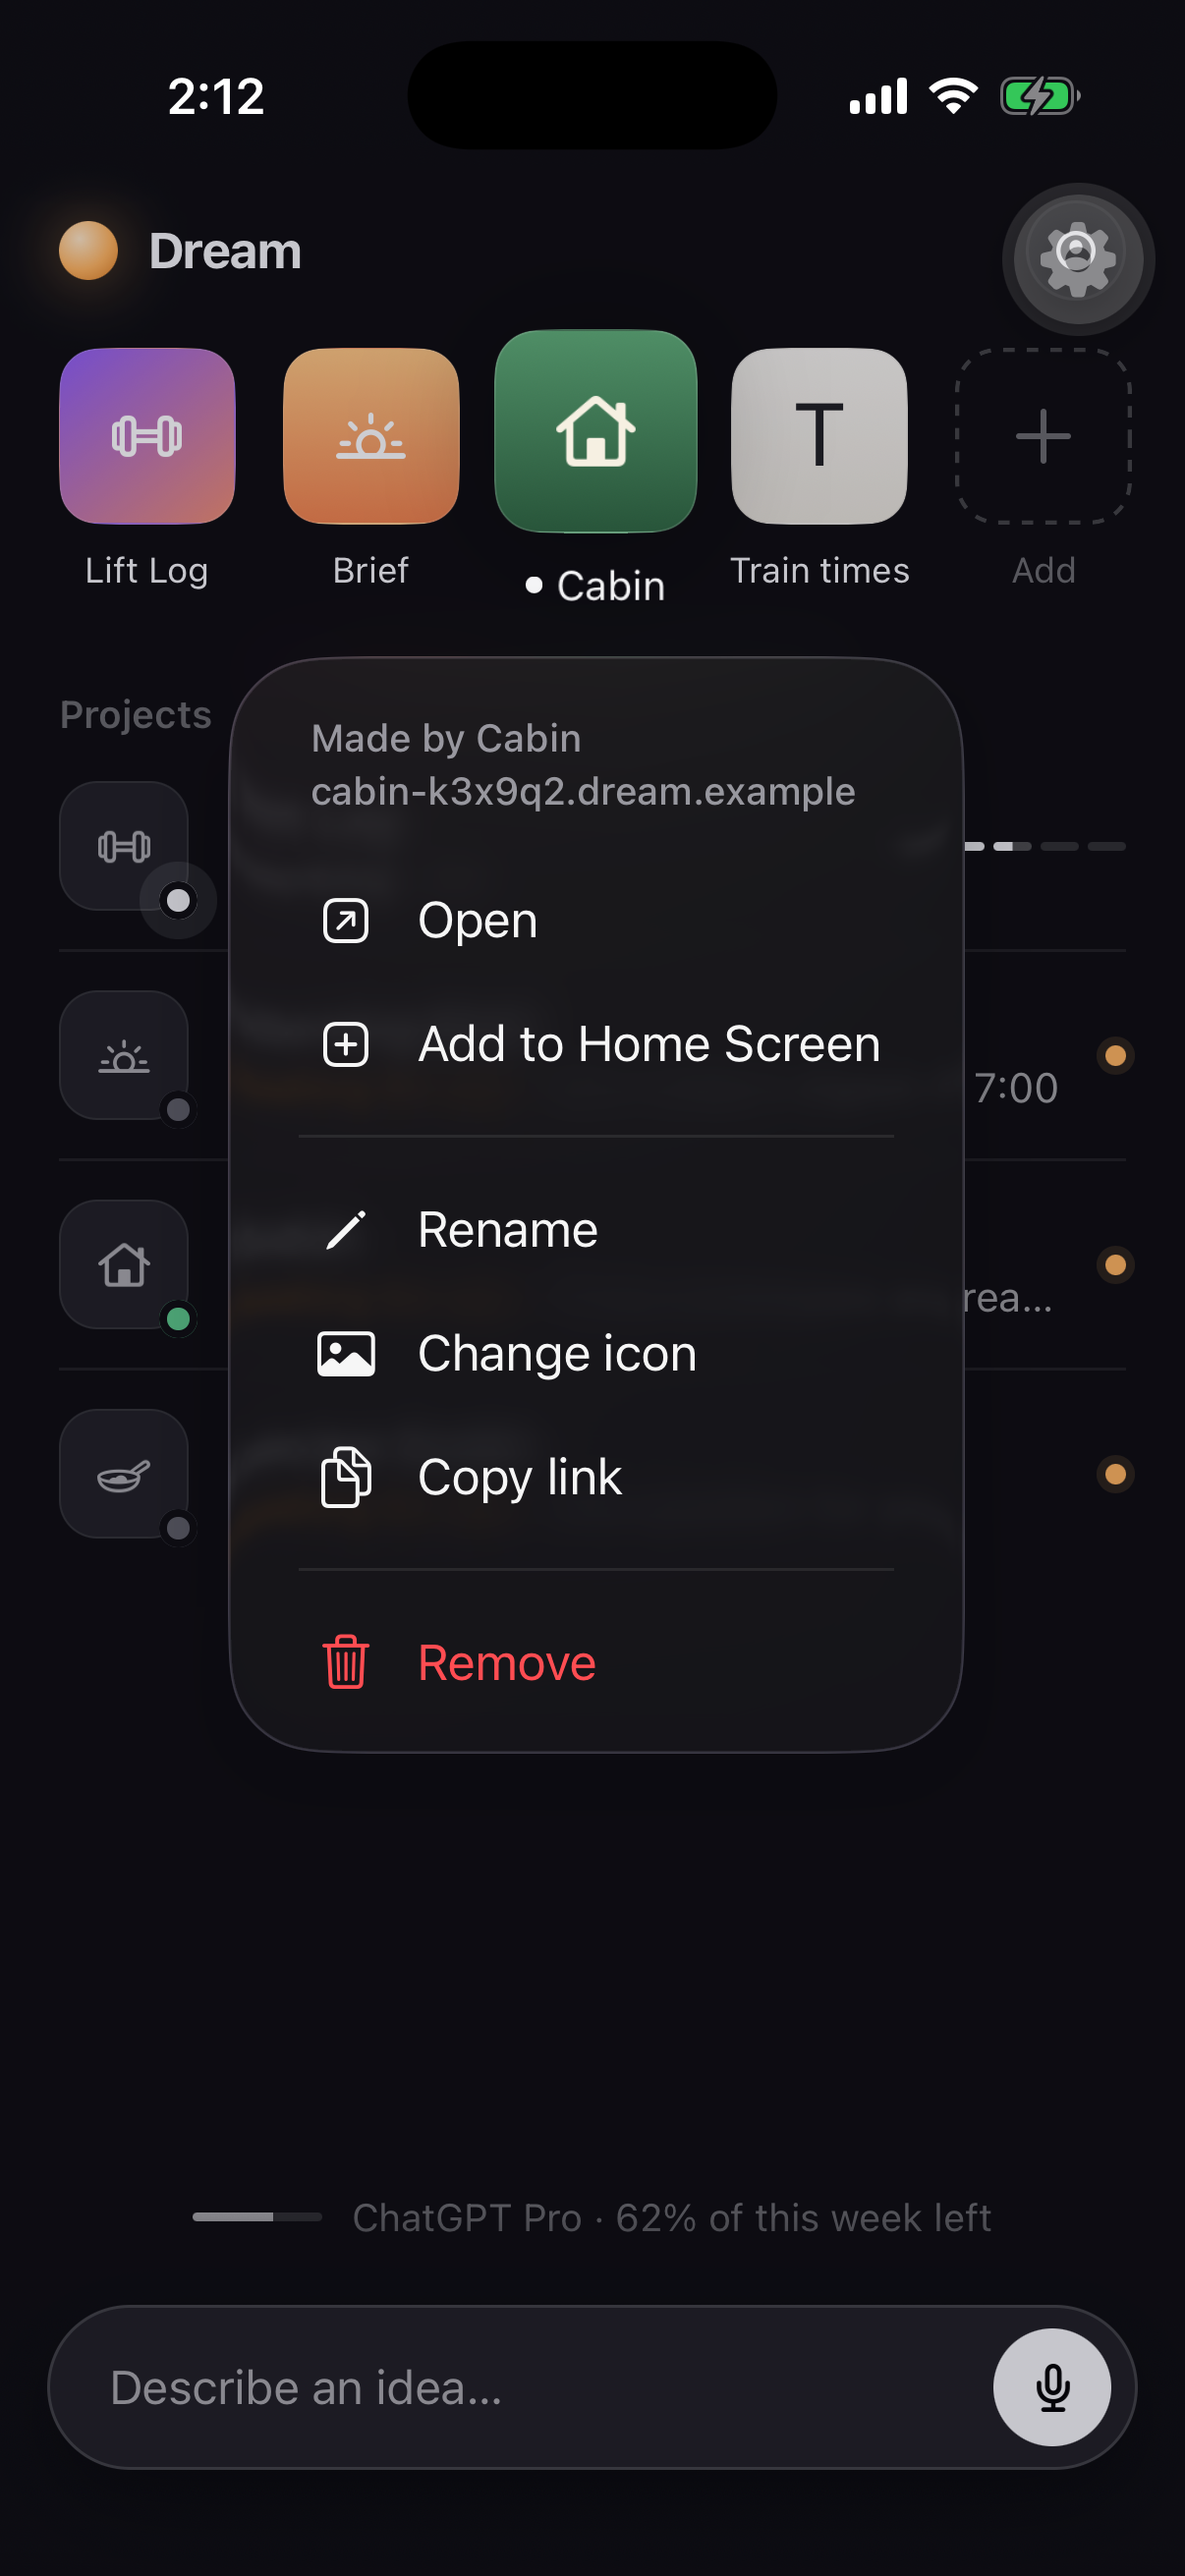 2:12
Dream
T
Lift Log
Brief
Cabin
Train times
Add
Projects
Made by Cabin
cabin-k3x9q2.dream.example
Open
Add to Home Screen
7:00
Rename
rea...
Change icon
Copy link
Remove
ChatGPT Pro · 62% of this week left
Describe an idea...